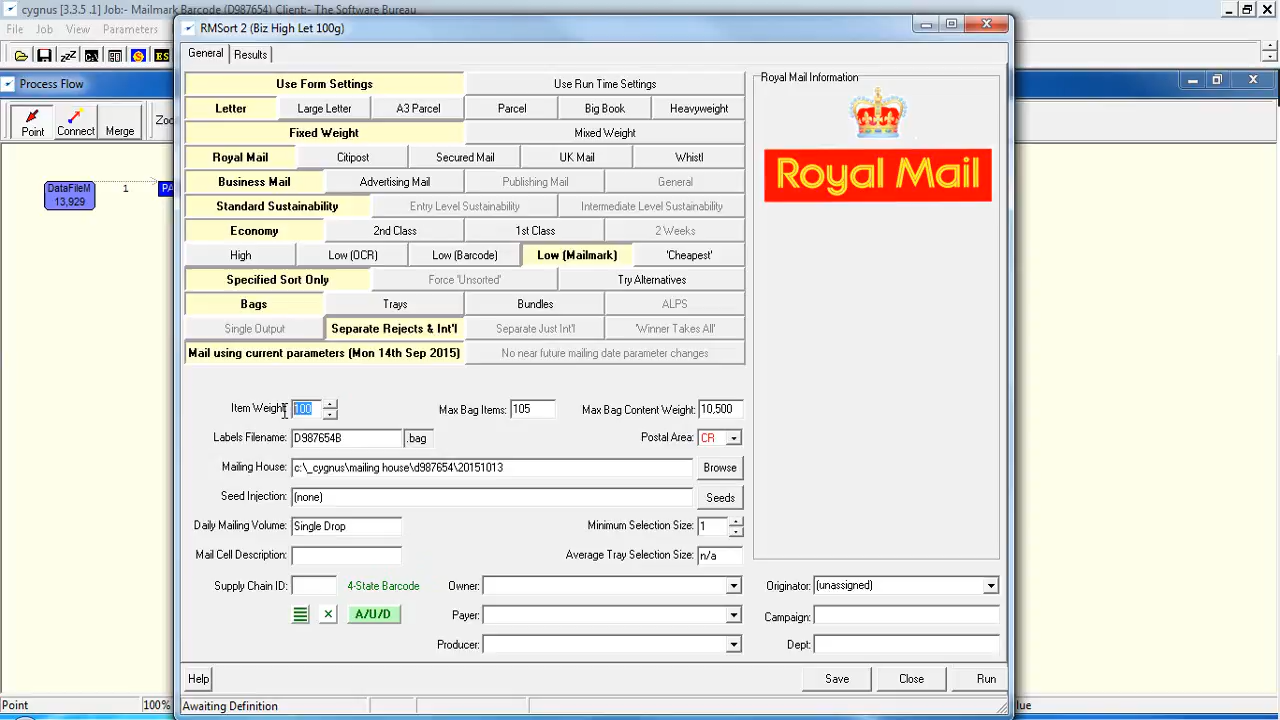 cygnus [3.3.5 .1] Job:- Mailmark Barcode (D987654) Client:- The Software Bureau
File Job View Parameters
Process Flow
Point Connect Merge Zoo
DataFileM
13,929
1
PA
Point 100%
RMSort 2 (Biz High Let 100g)
General Results
Use Form Settings Use Run Time Settings
Letter Large Letter A3 Parcel Parcel Big Book Heavyweight
Fixed Weight Mixed Weight
Royal Mail Citipost Secured Mail UK Mail Whistl
Business Mail Advertising Mail Publishing Mail General
Standard Sustainability Entry Level Sustainability Intermediate Level Sustainability
Economy 2nd Class 1st Class 2 Weeks
High Low (OCR) Low (Barcode) Low (Mailmark) 'Cheapest'
Specified Sort Only Force 'Unsorted' Try Alternatives
Bags Trays Bundles ALPS
Single Output Separate Rejects & Int'l Separate Just Int'l 'Winner Takes All'
Mail using current parameters (Mon 14th Sep 2015) No near future mailing date parameter changes
Item Weight: 100 Max Bag Items: 105 Max Bag Content Weight: 10,500
Labels Filename: D987654B .bag Postal Area: CR
Mailing House: c:\_cygnus\mailing house\d987654\20151013 Browse
Seed Injection: (none) Seeds
Daily Mailing Volume: Single Drop Minimum Selection Size: 1
Mail Cell Description: Average Tray Selection Size: n/a
Supply Chain ID: 4-State Barcode Owner: Originator: (unassigned)
A/U/D Payer: Campaign:
Producer: Dept:
Help Save Close Run
Awaiting Definition
Royal Mail Information
Royal Mail
lue